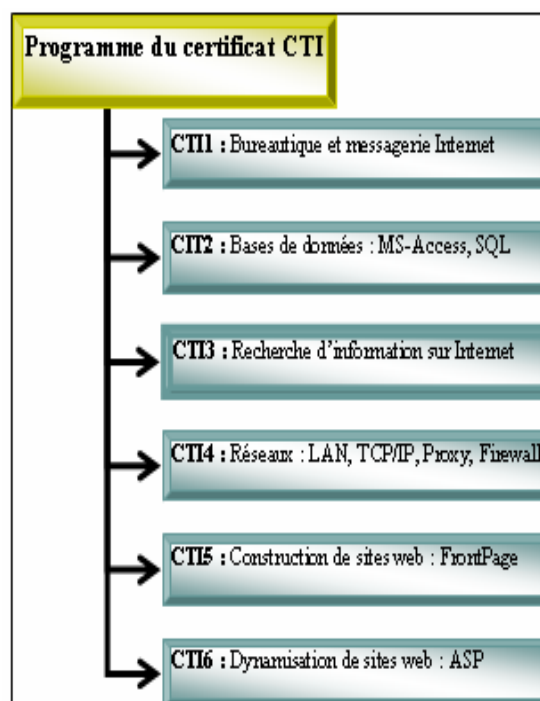 Programme du certificat CTI
CTI1 : Bureautique et messagerie Internet
CIT2 : Bases de données : MS-Access, SQL
CTI3 : Recherche d'information sur Internet
CTI4 : Réseaux : LAN, TCP/IP, Proxy, Firewall
CTI5 : Construction de sites web : FrontPage
CTI6 : Dynamisation de sites web : ASP